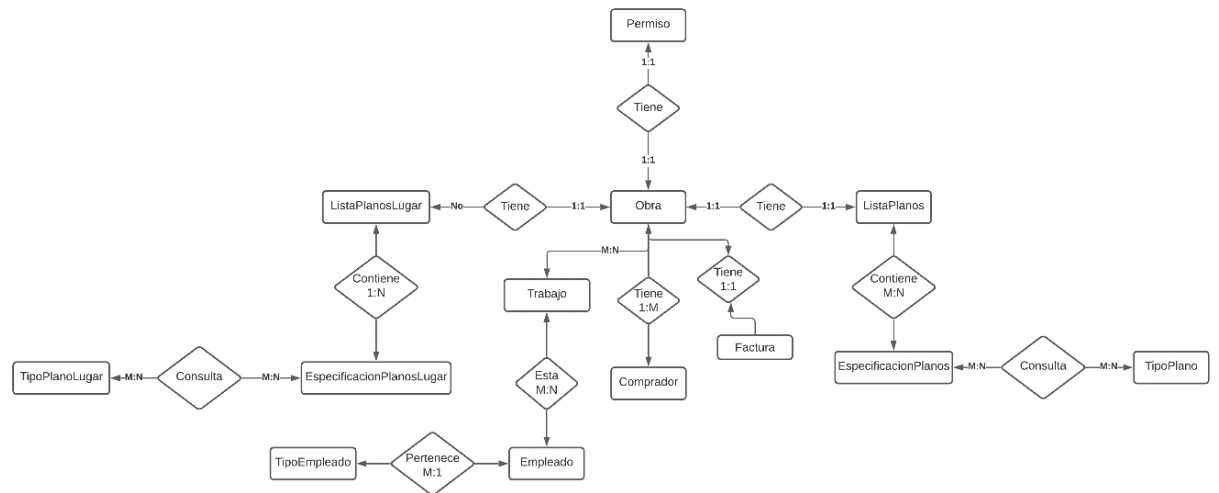 Permiso
1:1
Tiene
1:1
ListaPlanosLugar
No
Tiene
1:1
Obra
1:1
Tiene
1:1
ListaPlanos
M:N
Contiene
1:N
Trabajo
Tiene
1:M
Tiene
1:1
Contiene
M:N
Factura
TipoPlanoLugar
M:N
Consulta
M:N
EspecificacionPlanosLugar
Esta
M:N
Comprador
EspecificacionPlanos
M:N
Consulta
M:N
TipoPlano
TipoEmpleado
Pertenece
M:1
Empleado